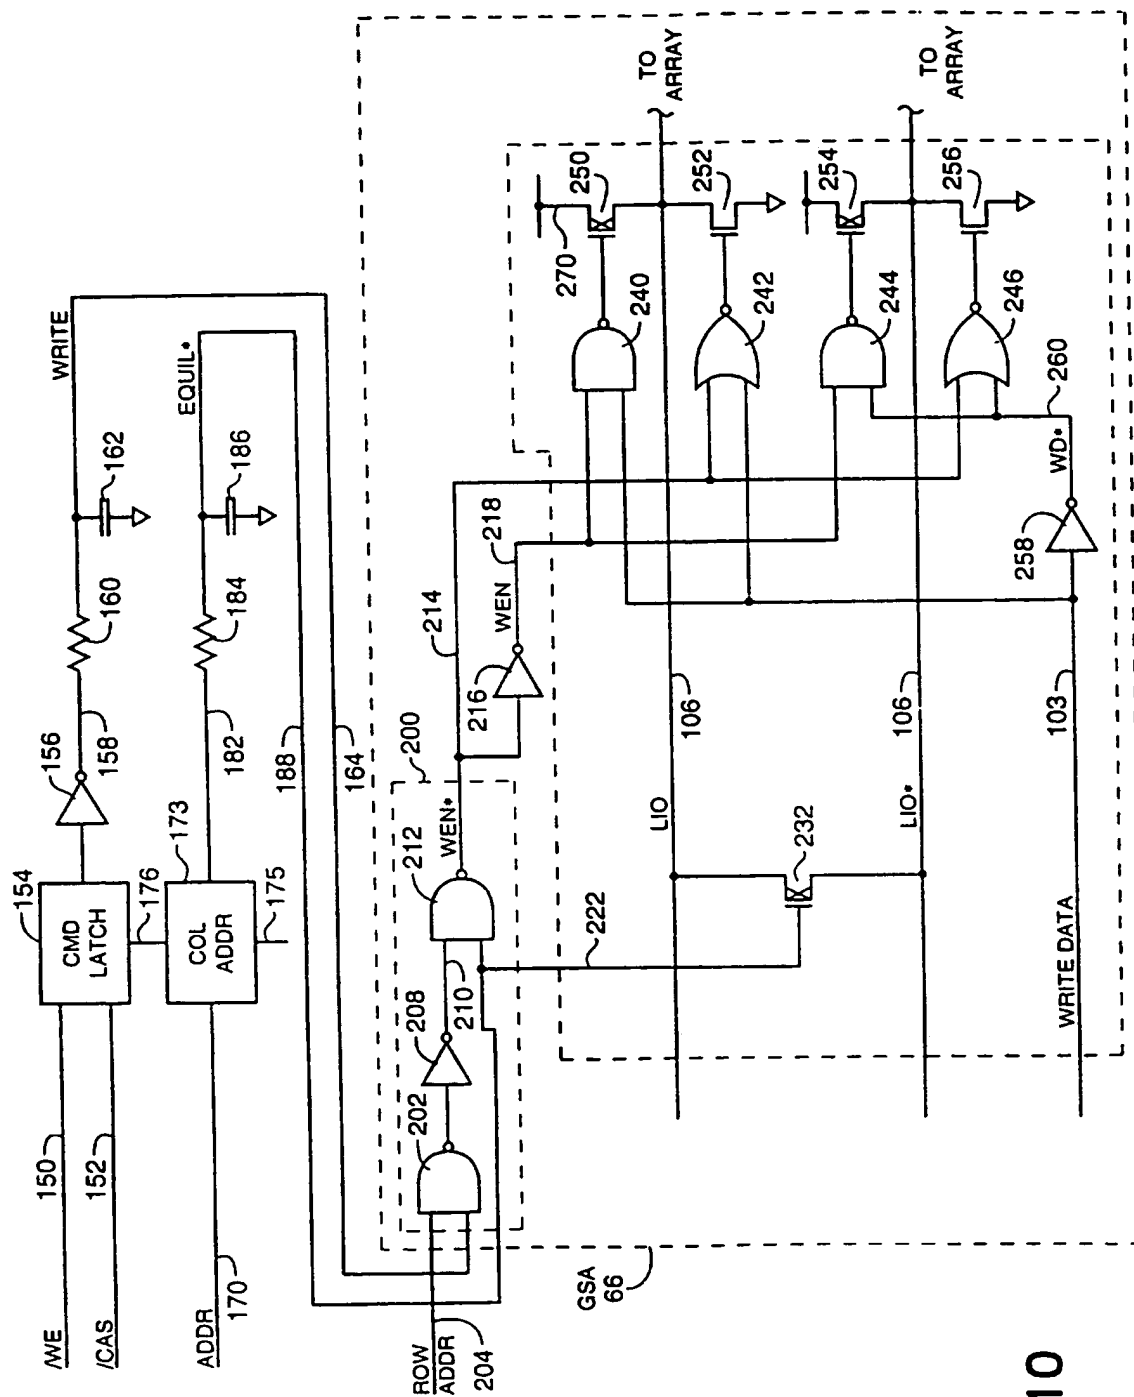 /WE
150
/CAS
152
ADDR
170
154
CMD
LATCH
176
COL
ADDR
173
175
156
158
160
162
WRITE
182
184
186
EQUIL*
188
164
ROW
ADDR
204
GSA
66
200
202
208
210
212
WEN*
214
216
WEN
218
222
LIO
106
232
LIO*
106
WRITE DATA
103
258
WD*
260
270
240
242
244
246
250
252
254
256
TO
ARRAY
TO
ARRAY
10